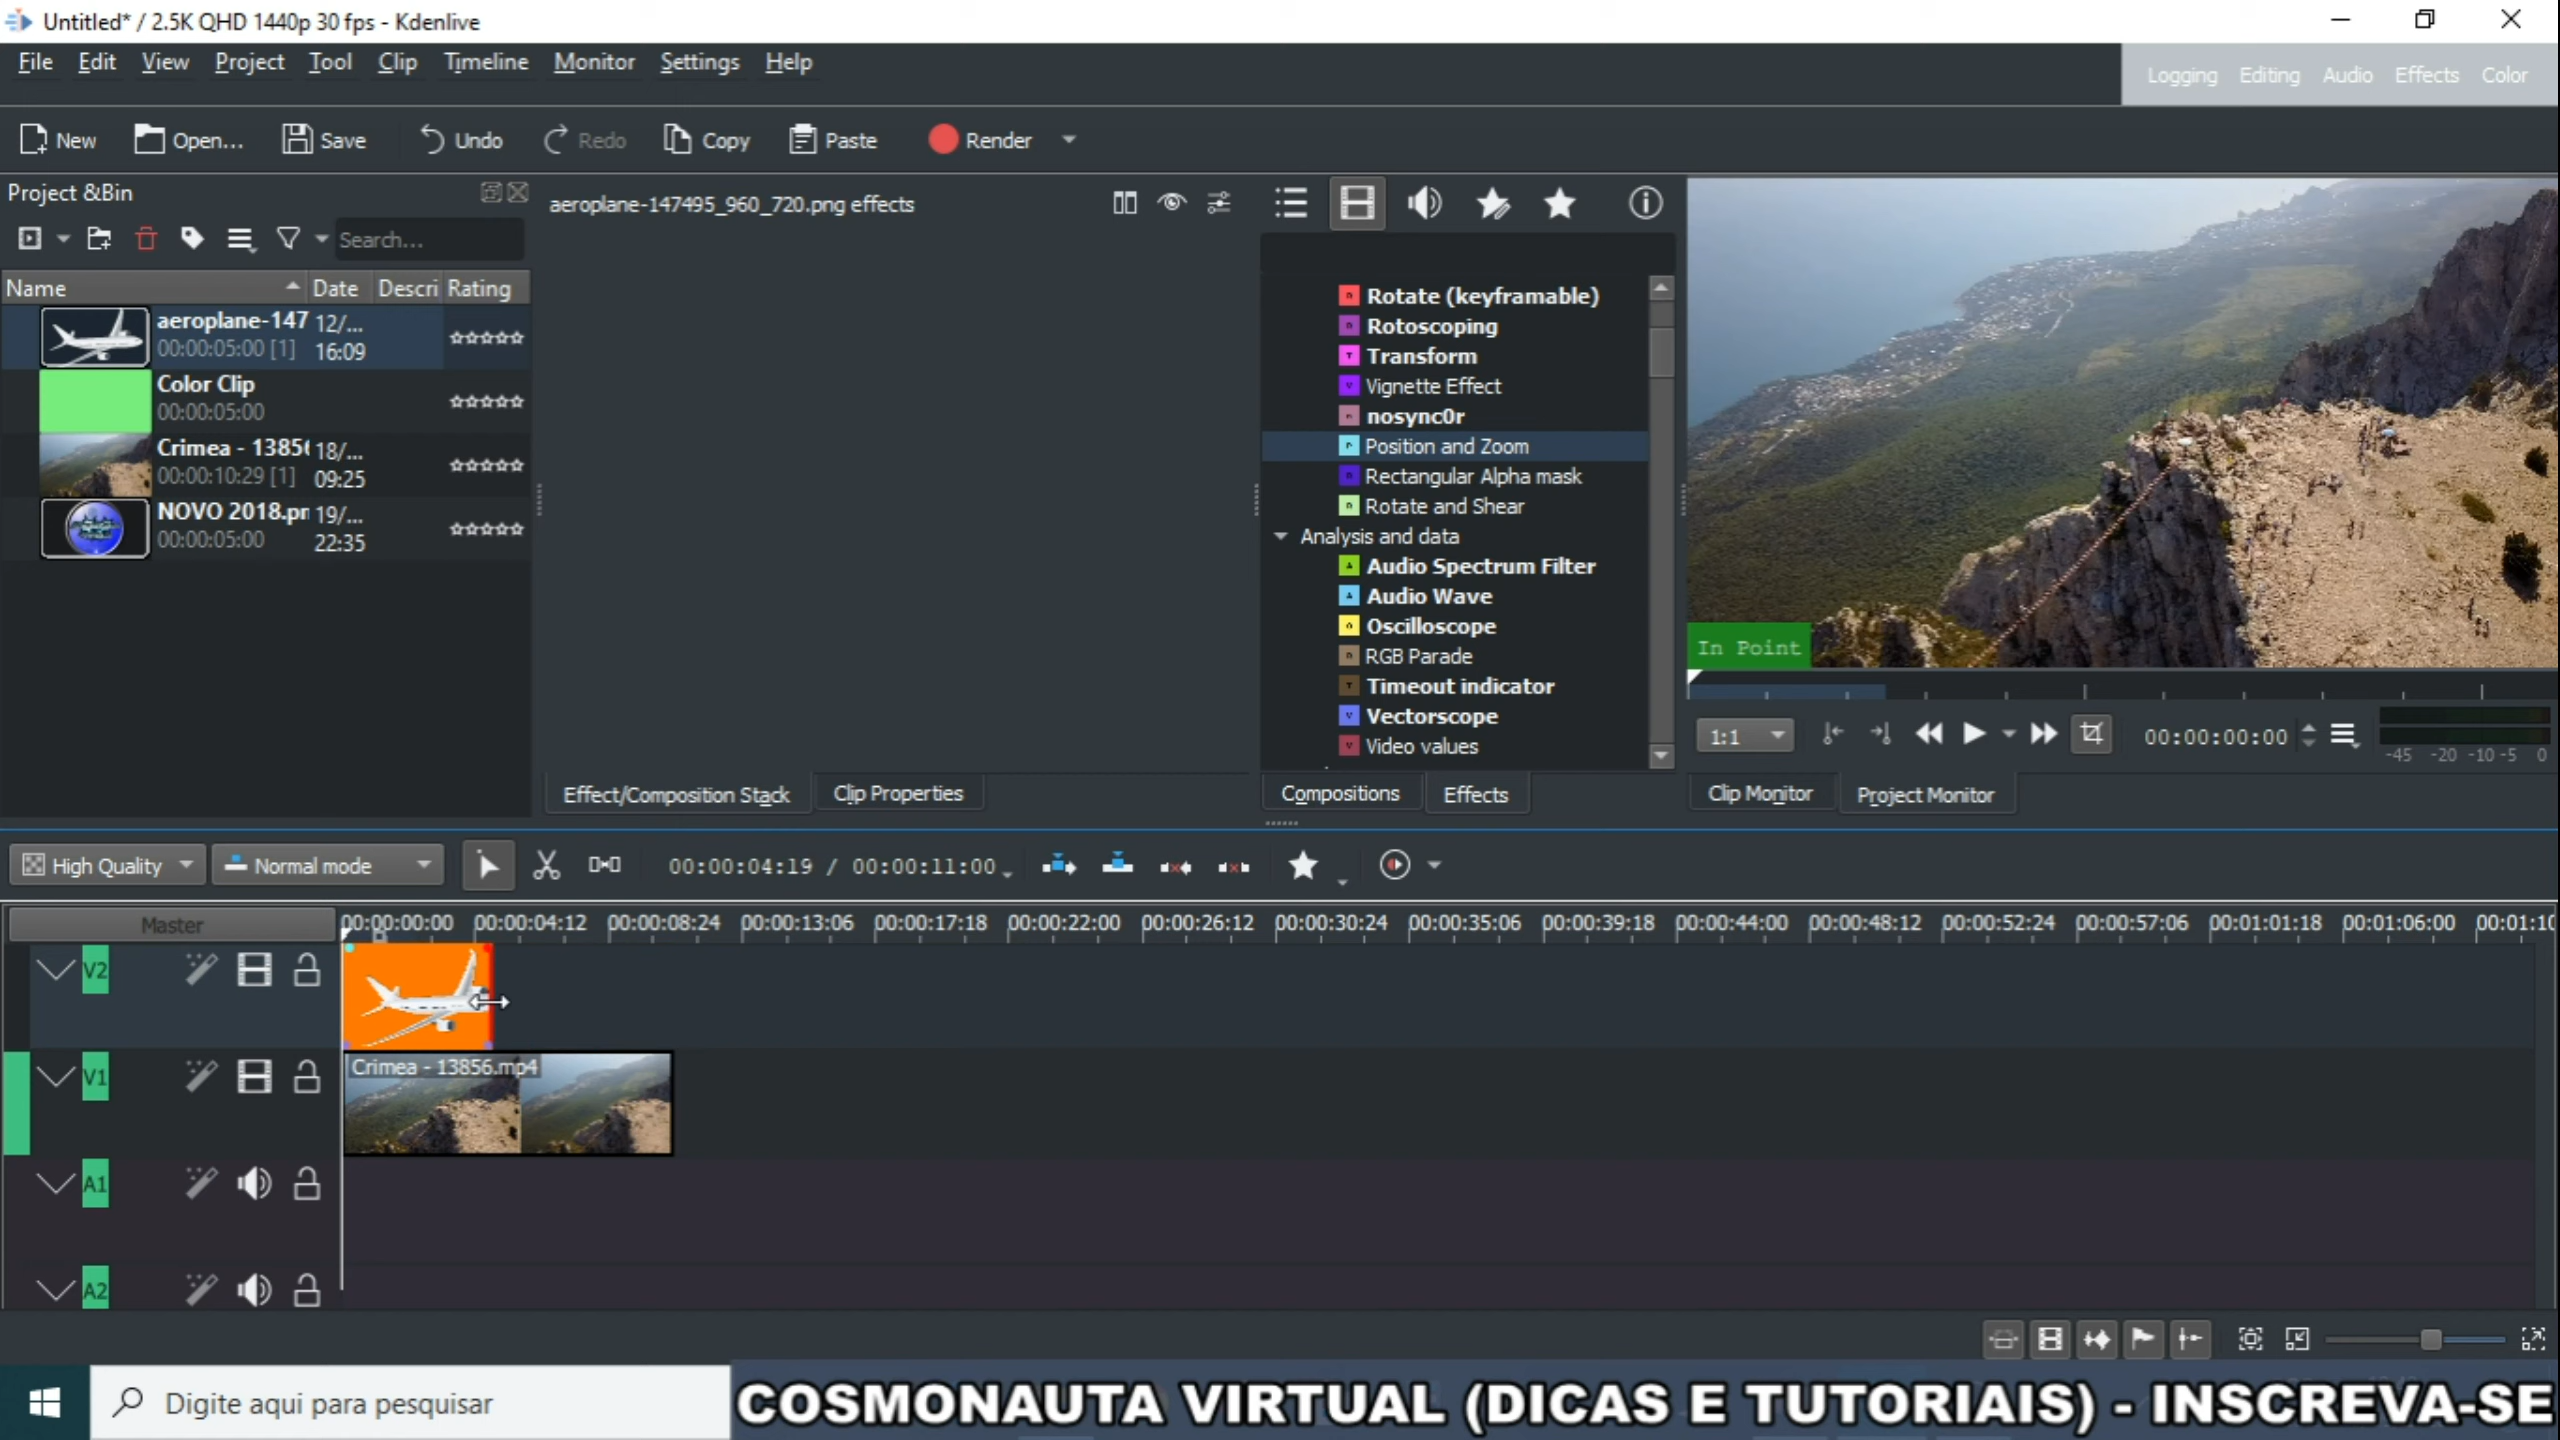 Untitled* / 2.5K QHD 1440p 30 fps - Kdenlive
File Edit View Project Tool Clip Timeline Monitor Settings Help
Logging Editing Audio Effects Color
New Open... Save Undo Redo Copy Paste Render
Project &Bin
Search...
Name Date Descri Rating
aeroplane-147 12/...
00:00:05:00 [1] 16:09
Color Clip
00:00:05:00
Crimea - 1385 18/...
00:00:10:29 [1] 09:25
NOVO 2018.pn 19/...
00:00:05:00 22:35
aeroplane-147495_960_720.png effects
Effect/Composition Stack Clip Properties
Rotate (keyframable)
Rotoscoping
Transform
Vignette Effect
nosync0r
Position and Zoom
Rectangular Alpha mask
Rotate and Shear
Analysis and data
Audio Spectrum Filter
Audio Wave
Oscilloscope
RGB Parade
Timeout indicator
Vectorscope
Video values
Compositions Effects
In Point
1:1 00:00:00:00
-45 -20 -10 -5 0
Clip Monitor Project Monitor
High Quality Normal mode 00:00:04:19 / 00:00:11:00
Master 00:00:00:00 00:00:04:12 00:00:08:24 00:00:13:06 00:00:17:18 00:00:22:00 00:00:26:12 00:00:30:24 00:00:35:06 00:00:39:18 00:00:44:00 00:00:48:12 00:00:52:24 00:00:57:06 00:01:01:18 00:01:06:00 00:01:10
V2
V1
Crimea - 13856.mp4
A1
A2
Digite aqui para pesquisar
COSMONAUTA VIRTUAL (DICAS E TUTORIAIS) - INSCREVA-SE